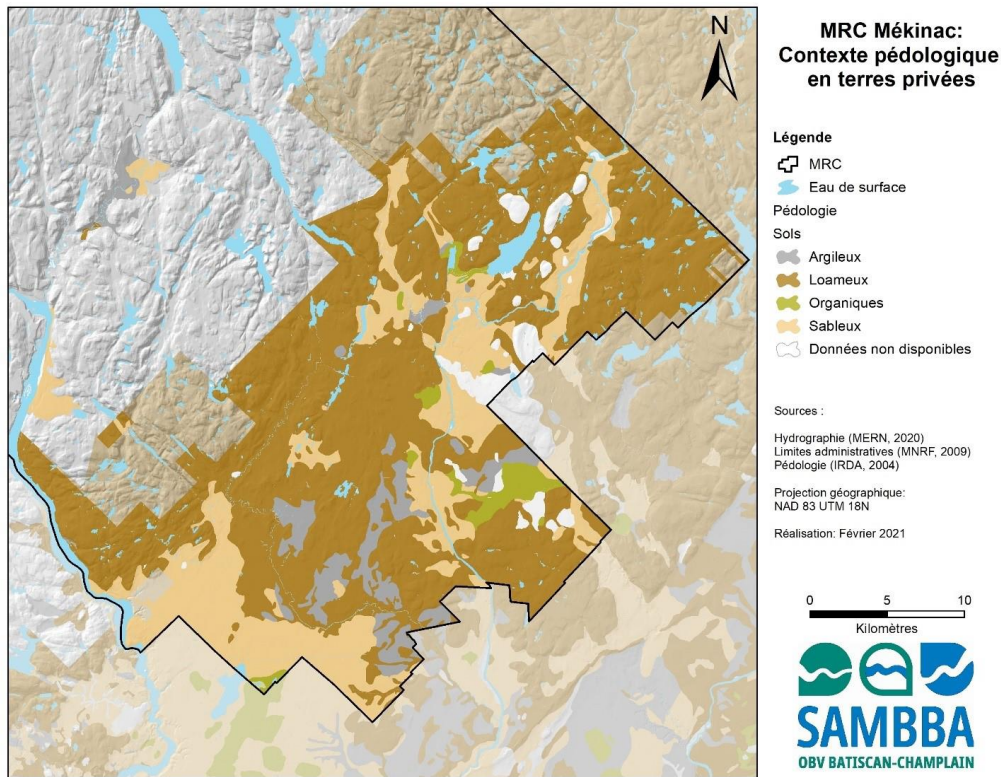 N
MRC Mékinac:
Contexte pédologique
en terres privées
Légende
MRC
Eau de surface
Pédologie
Sols
Argileux
Loameux
Organiques
Sableux
Données non disponibles
Sources :
Hydrographie (MERN, 2020)
Limites administratives (MNRF, 2009)
Pédologie (IRDA, 2004)
Projection géographique:
NAD 83 UTM 18N
Réalisation: Février 2021
0 5 10
Kilomètres
SAMBBA
OBV BATISCAN-CHAMPLAIN